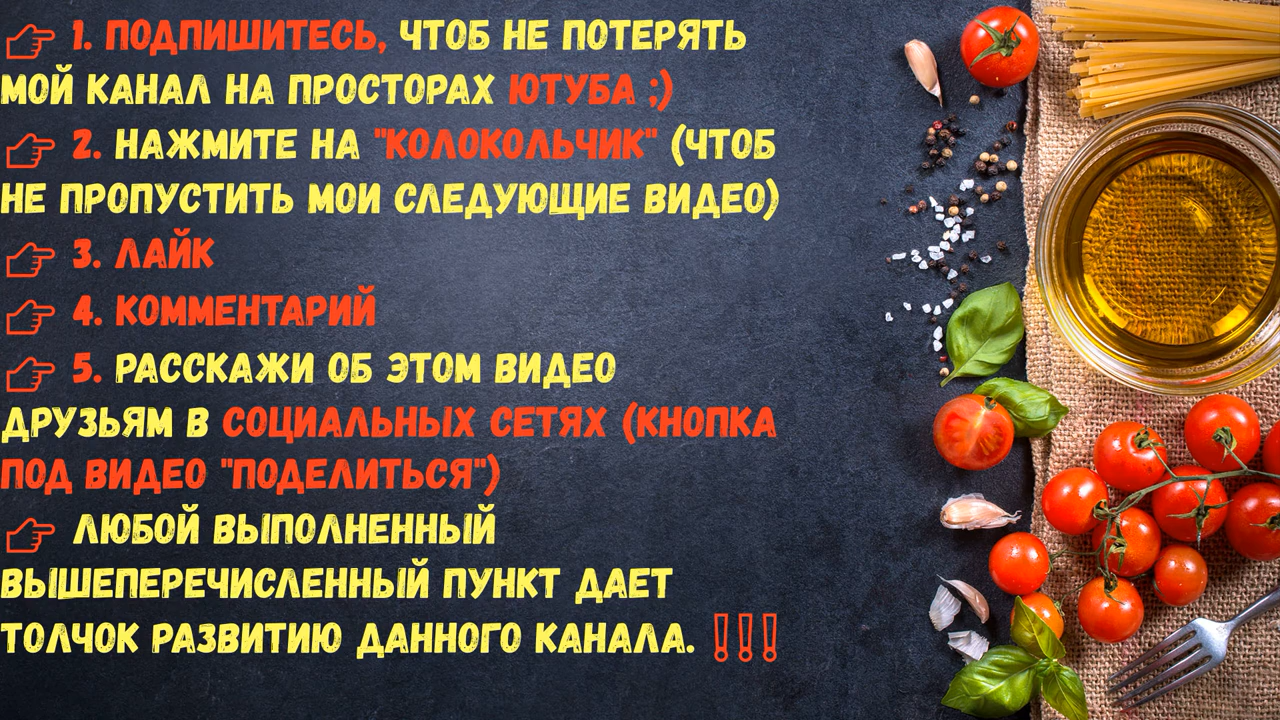 👉 1. ПОДПИШИТЕСЬ, ЧТОБ НЕ ПОТЕРЯТЬ
МОЙ КАНАЛ НА ПРОСТОРАХ ЮТУБА ;)
👉 2. НАЖМИТЕ НА "КОЛОКОЛЬЧИК" (ЧТОБ
НЕ ПРОПУСТИТЬ МОИ СЛЕДУЮЩИЕ ВИДЕО)
👉 3. ЛАЙК
👉 4. КОММЕНТАРИЙ
👉 5. РАССКАЖИ ОБ ЭТОМ ВИДЕО
ДРУЗЬЯМ В СОЦИАЛЬНЫХ СЕТЯХ (КНОПКА
ПОД ВИДЕО "ПОДЕЛИТЬСЯ")
👉 ЛЮБОЙ ВЫПОЛНЕННЫЙ
ВЫШЕПЕРЕЧИСЛЕННЫЙ ПУНКТ ДАЕТ
ТОЛЧОК РАЗВИТИЮ ДАННОГО КАНАЛА. !!!